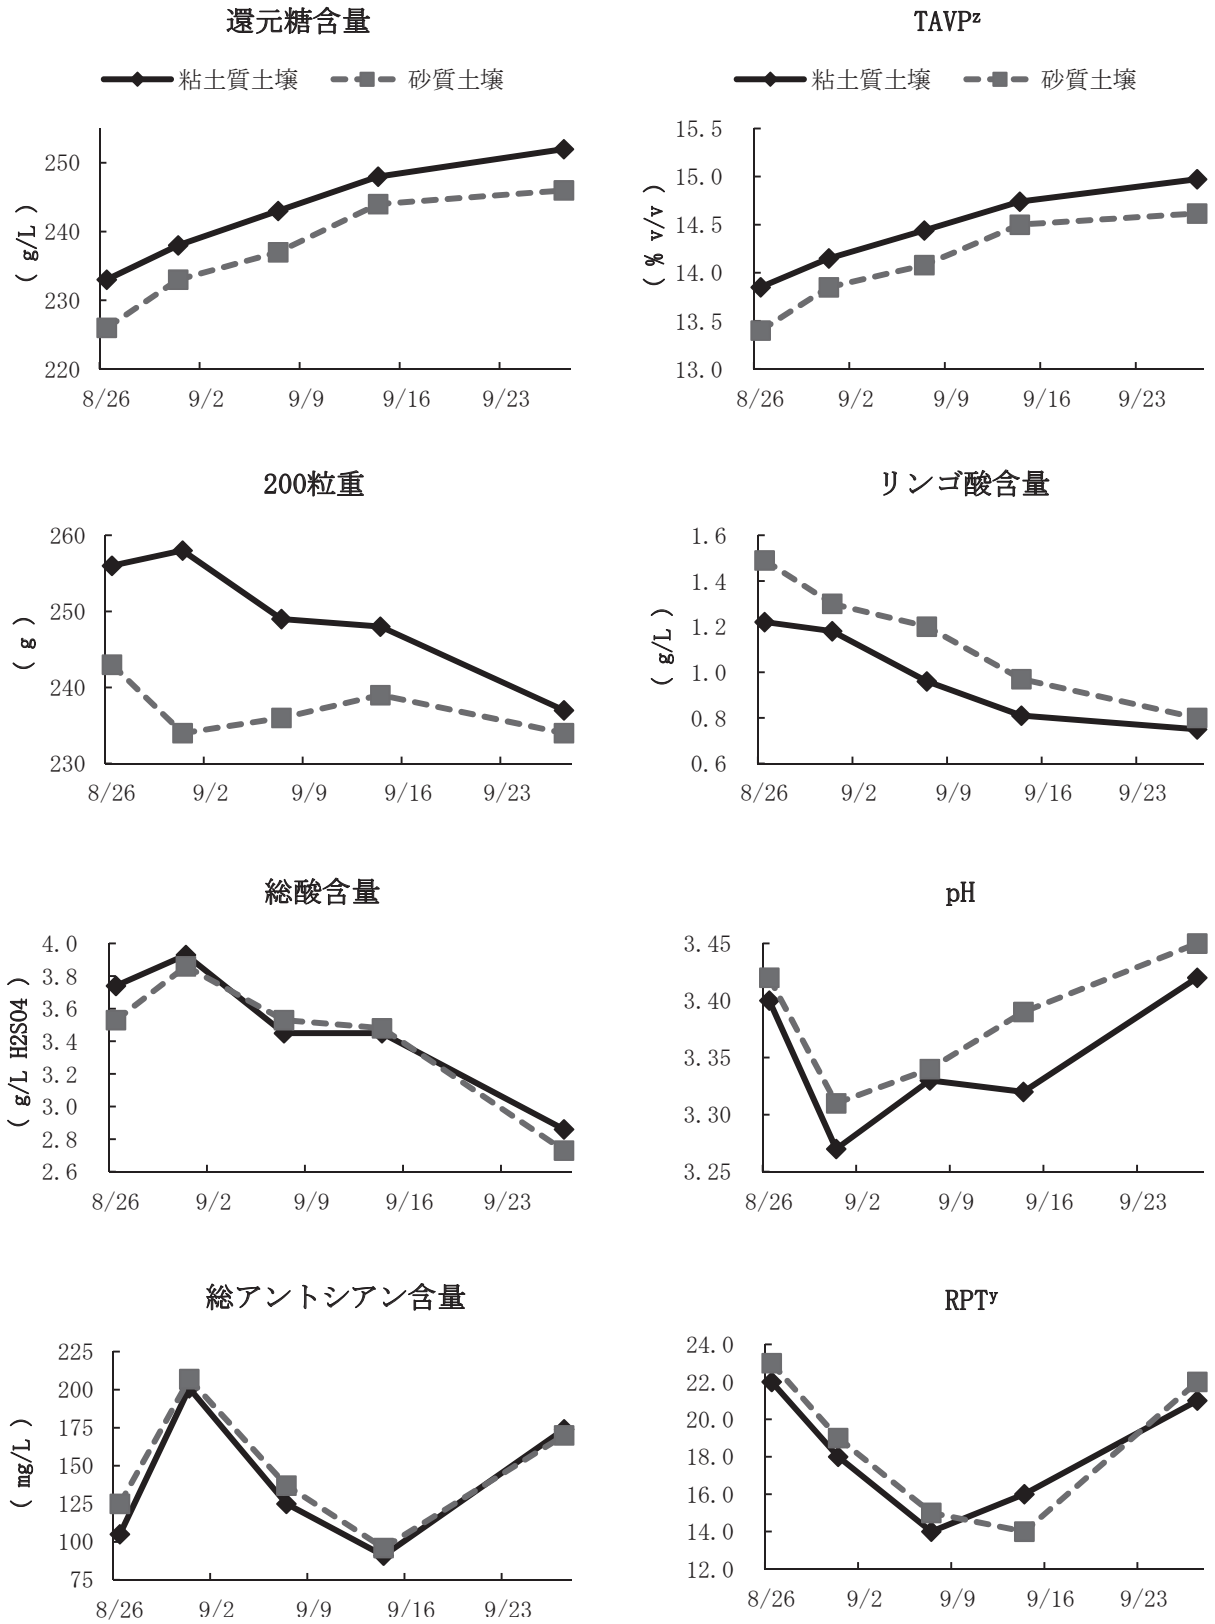 還元糖含量
粘土質土壌 砂質土壌
( g/L )
250
240
230
220
8/26 9/2 9/9 9/16 9/23
TAVPᶻ
粘土質土壌 砂質土壌
( % v/v )
15.5
15.0
14.5
14.0
13.5
13.0
8/26 9/2 9/9 9/16 9/23
200粒重
( g )
260
250
240
230
8/26 9/2 9/9 9/16 9/23
リンゴ酸含量
( g/L )
1.6
1.4
1.2
1.0
0.8
0.6
8/26 9/2 9/9 9/16 9/23
総酸含量
( g/L H2SO4 )
4.0
3.8
3.6
3.4
3.2
3.0
2.8
2.6
8/26 9/2 9/9 9/16 9/23
pH
3.45
3.40
3.35
3.30
3.25
8/26 9/2 9/9 9/16 9/23
総アントシアン含量
( mg/L )
225
200
175
150
125
100
75
8/26 9/2 9/9 9/16 9/23
RPTʸ
24.0
22.0
20.0
18.0
16.0
14.0
12.0
8/26 9/2 9/9 9/16 9/23